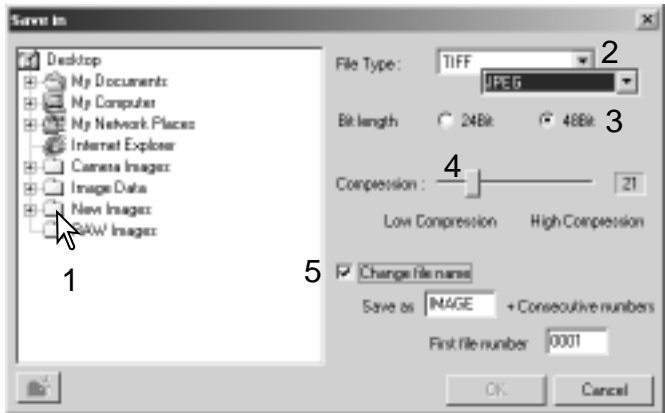 Save in
Desktop
My Documents
My Computer
My Network Places
Internet Explorer
Camera Images
Image Data
New Images
RAW Images
1
File Type :
TIFF
2
JPEG
Bit length
24Bit
48Bit
3
4
Compression :
21
Low Compression
High Compression
5
Change file name
Save as
IMAGE
+ Consecutive numbers
First file number
0001
OK
Cancel